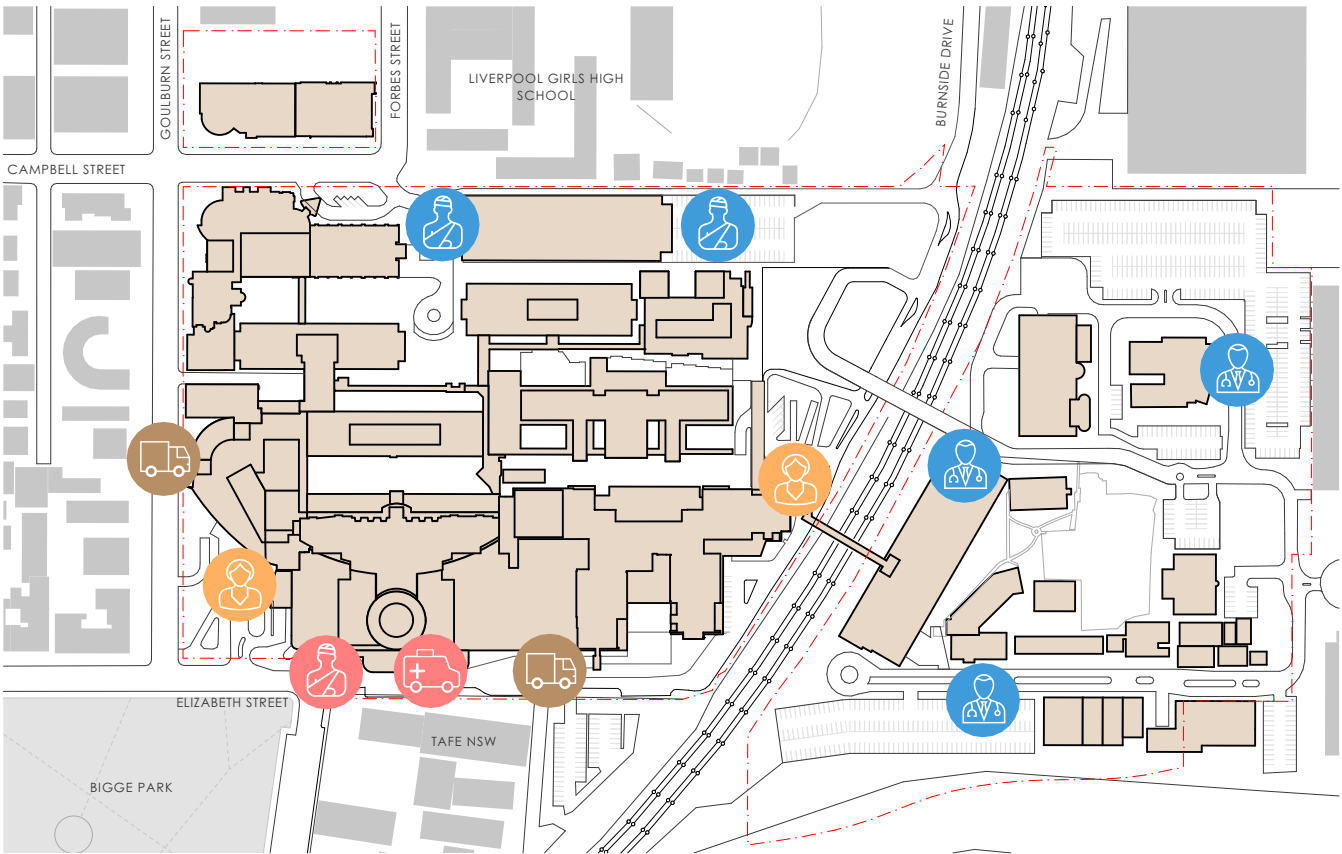 GOULBURN STREET
FORBES STREET
LIVERPOOL GIRLS HIGH
SCHOOL
BURNSIDE DRIVE
CAMPBELL STREET
ELIZABETH STREET
TAFE NSW
BIGGE PARK